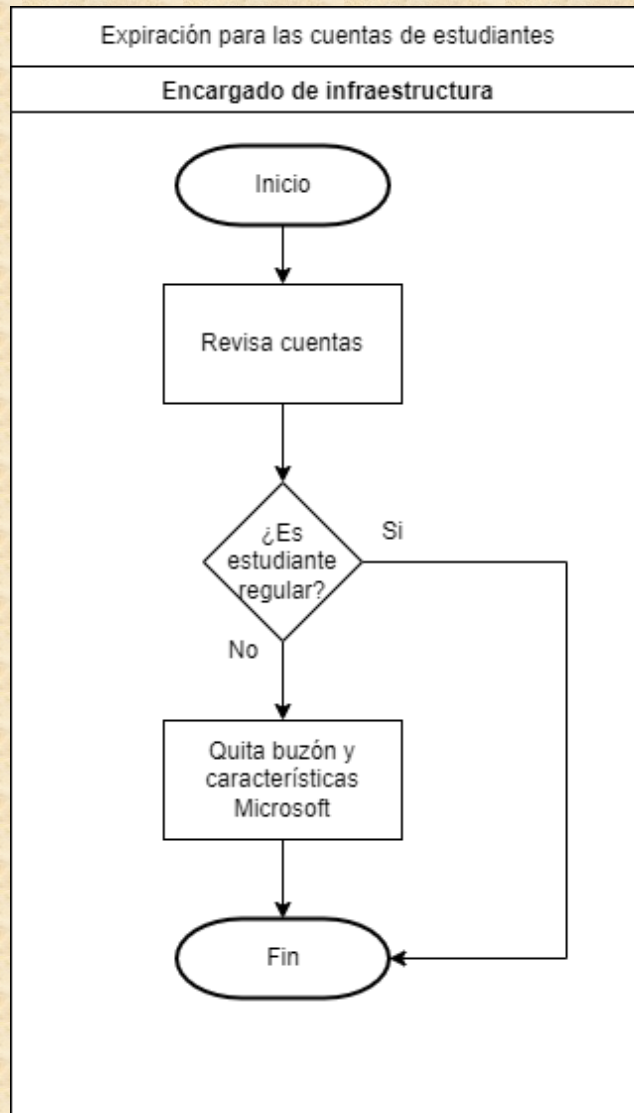 Expiración para las cuentas de estudiantes
Encargado de infraestructura
Inicio
Revisa cuentas
¿Es
estudiante
regular?
Si
No
Quita buzón y
característícas
Microsoft
Fin